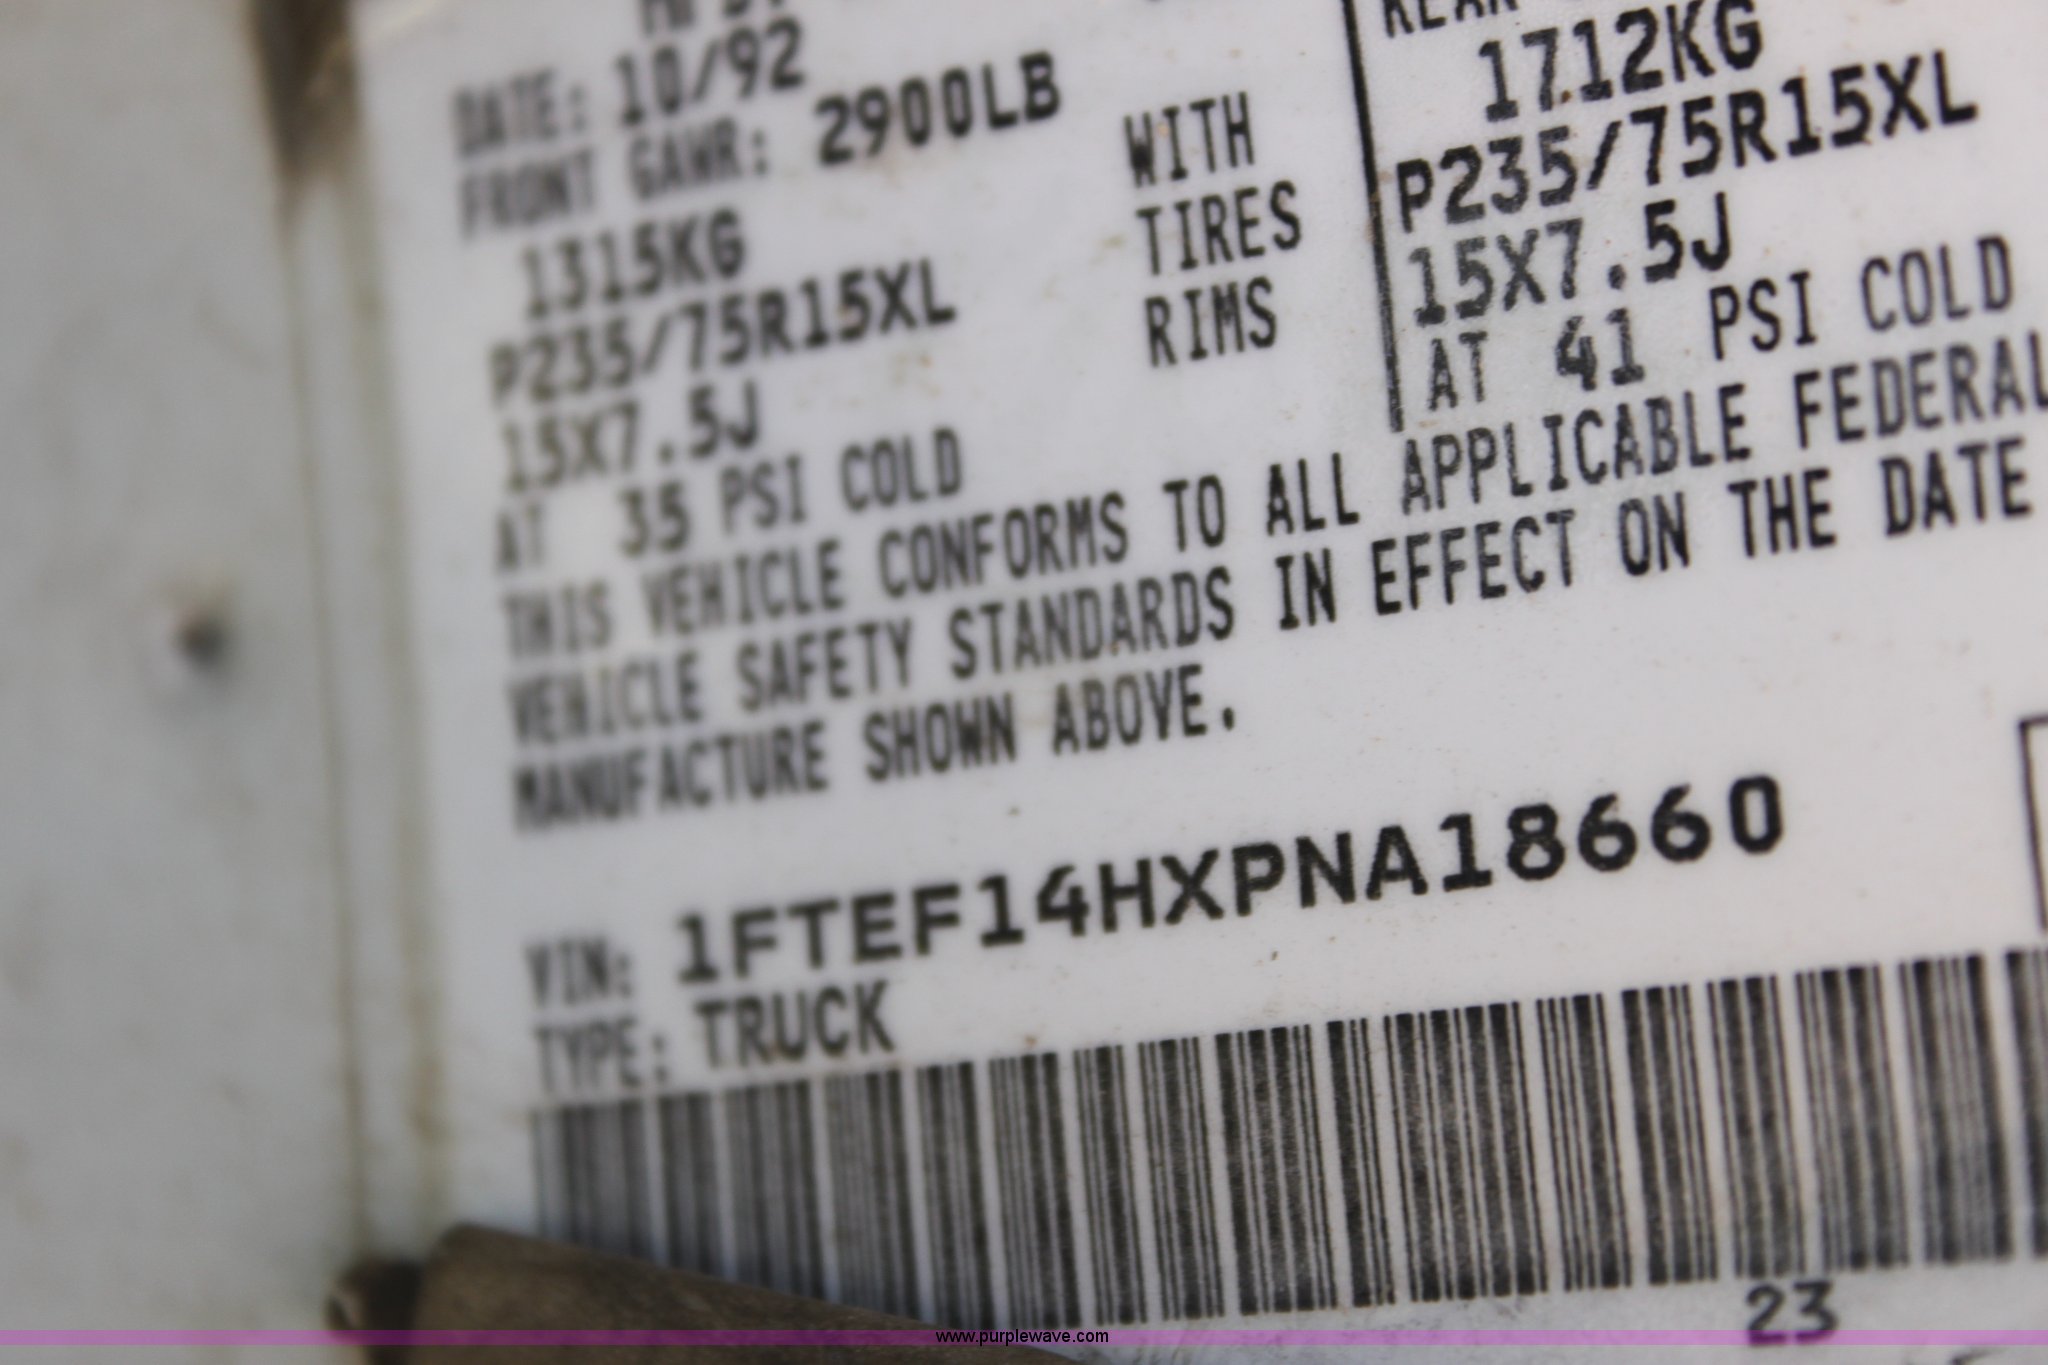 DATE: 10/92
FRONT GAWR: 2900LB
1315KG
P235/75R15XL
15X7.5J
AT 35 PSI COLD
WITH
TIRES
RIMS
REAR
1712KG
P235/75R15XL
15X7.5J
AT 41 PSI COLD
THIS VEHICLE CONFORMS TO ALL APPLICABLE FEDERAL
VEHICLE SAFETY STANDARDS IN EFFECT ON THE DATE
MANUFACTURE SHOWN ABOVE.
VIN: 1FTEF14HXPNA18660
TYPE: TRUCK
23
www.purplewave.com